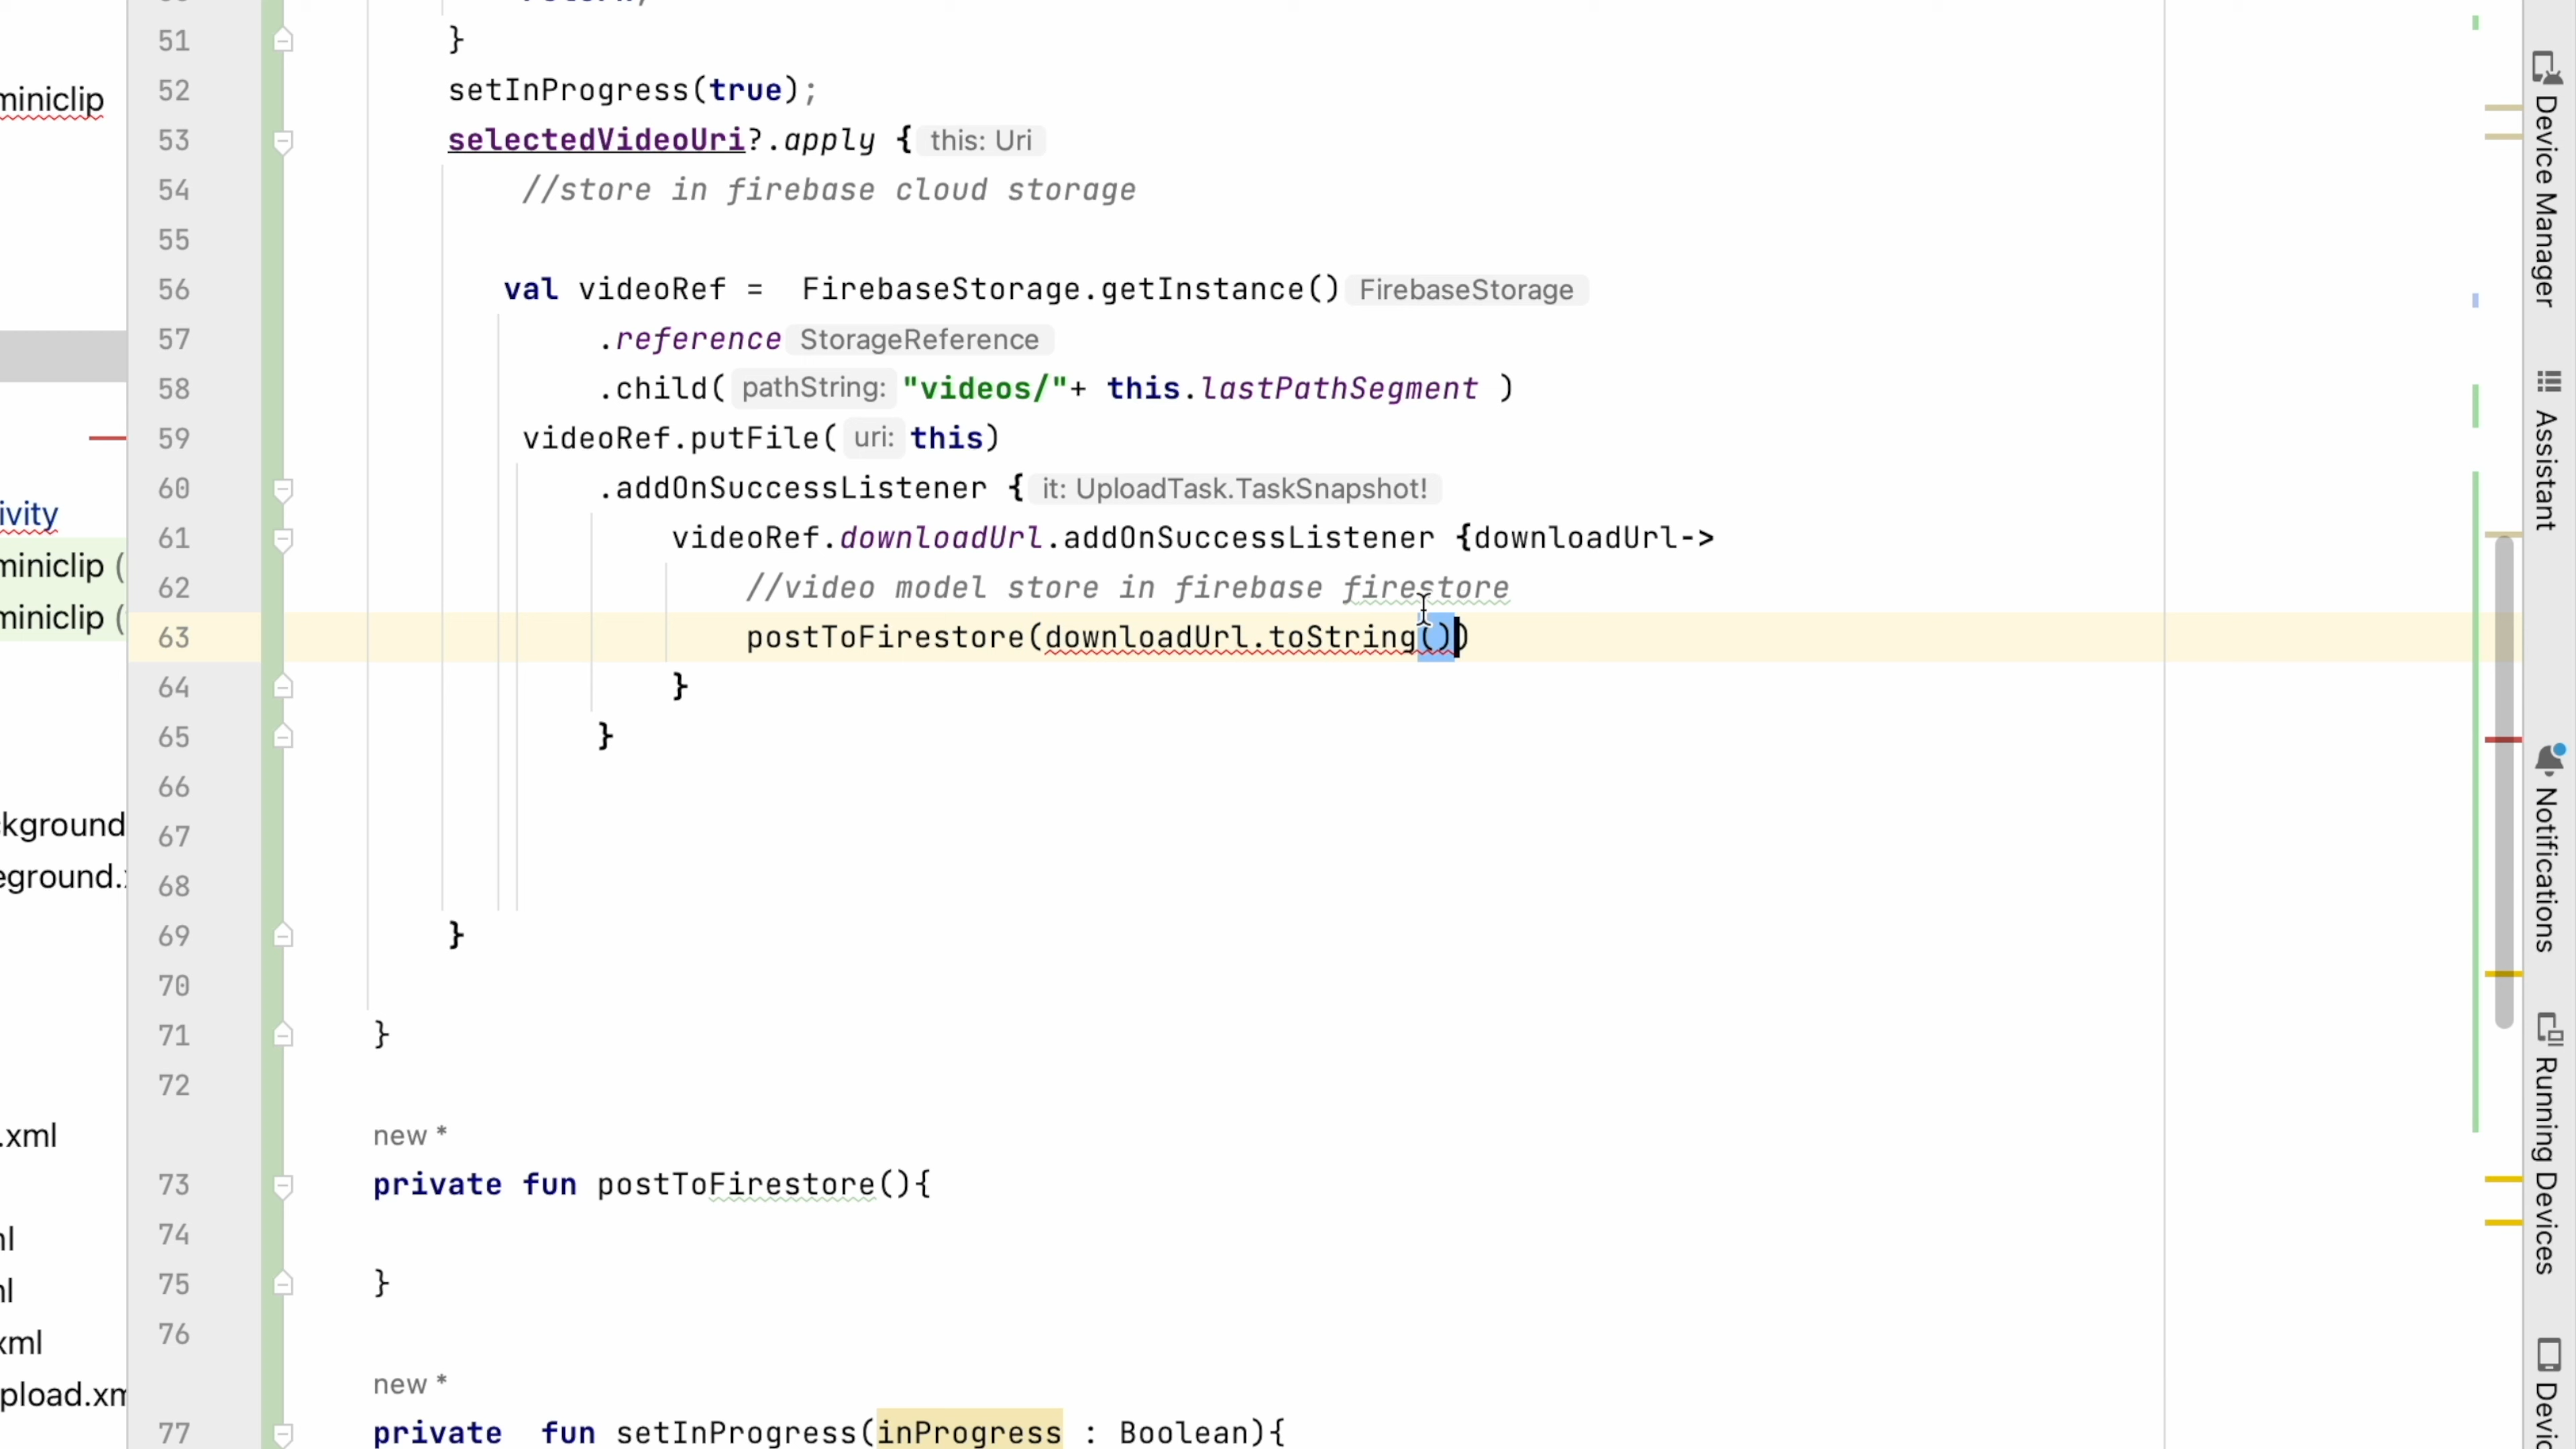 51 }
miniclip
52 setInProgress(true);
53 selectedVideoUri?.apply { this: Uri
54 //store in firebase cloud storage
55
56 val videoRef = FirebaseStorage.getInstance() FirebaseStorage
57 .reference StorageReference
58 .child( pathString: "videos/"+ this.lastPathSegment )
59 videoRef.putFile( uri: this)
60 .addOnSuccessListener { it: UploadTask.TaskSnapshot!
ivity
61 videoRef.downloadUrl.addOnSuccessListener {downloadUrl->
miniclip (
62 //video model store in firebase firestore
miniclip (
63 postToFirestore(downloadUrl.toString())
64 }
65 }
66
67
ckground
68
eground.x
69 }
70
71 }
72
.xml
new *
73 private fun postToFirestore(){
74
nl
75 }
nl
76
xml
new *
pload.xm
77 private fun setInProgress(inProgress : Boolean){
Device Manager
Assistant
Notifications
Running Devices
Devic